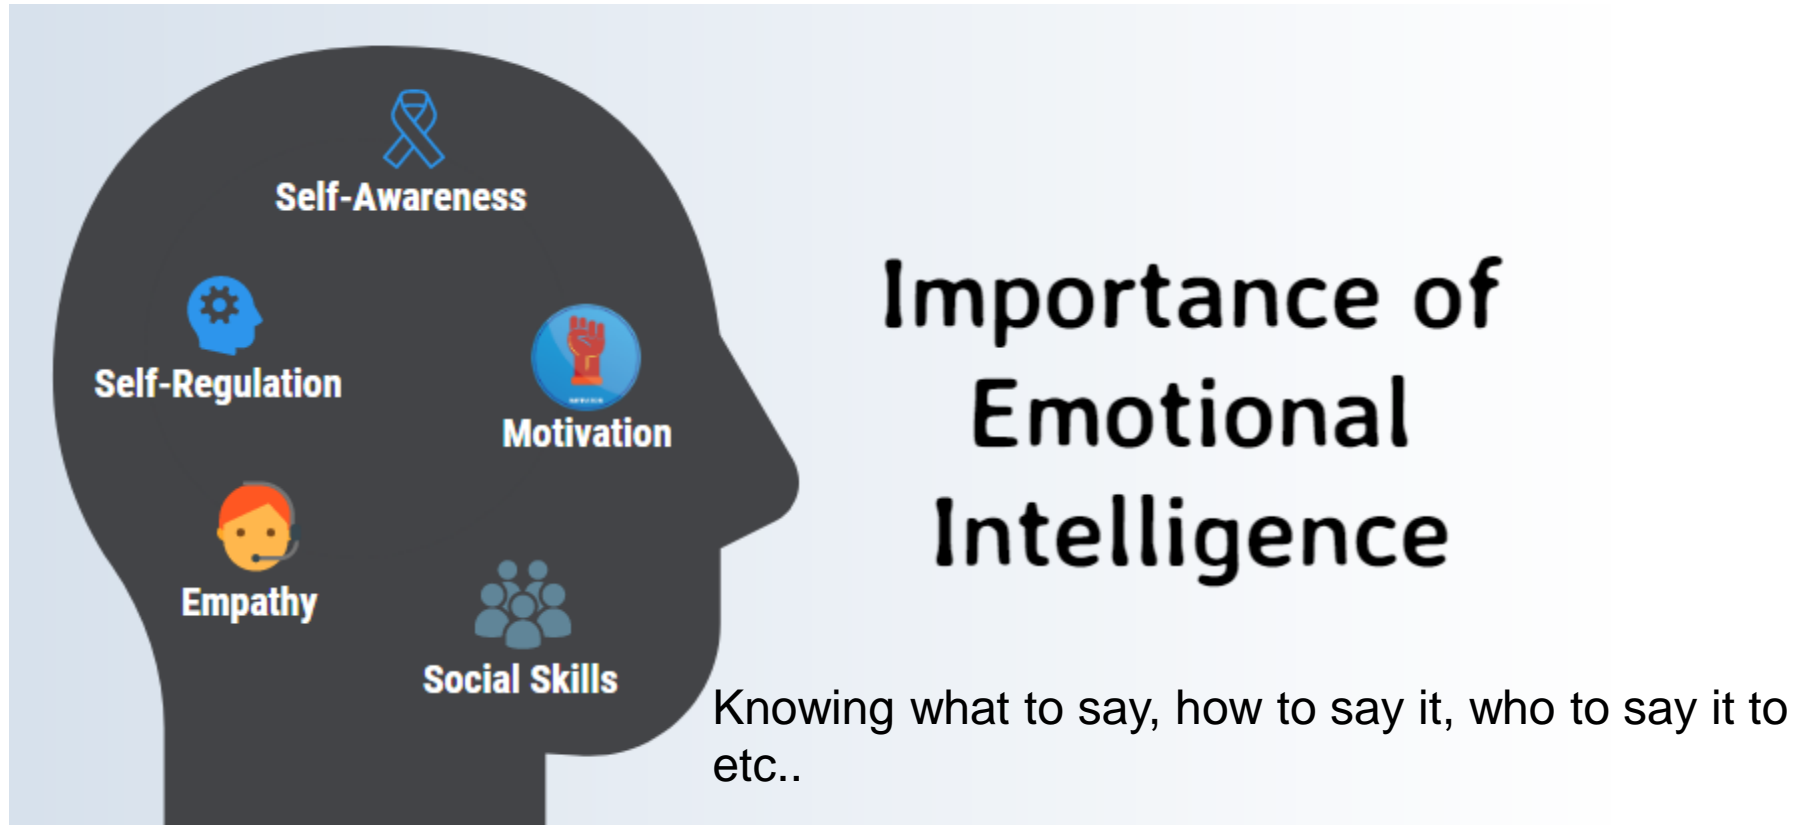 Self-Awareness
Self-Regulation
Motivation
Empathy
Social Skills
Importance of
Emotional
Intelligence
Knowing what to say, how to say it, who to say it to
etc..